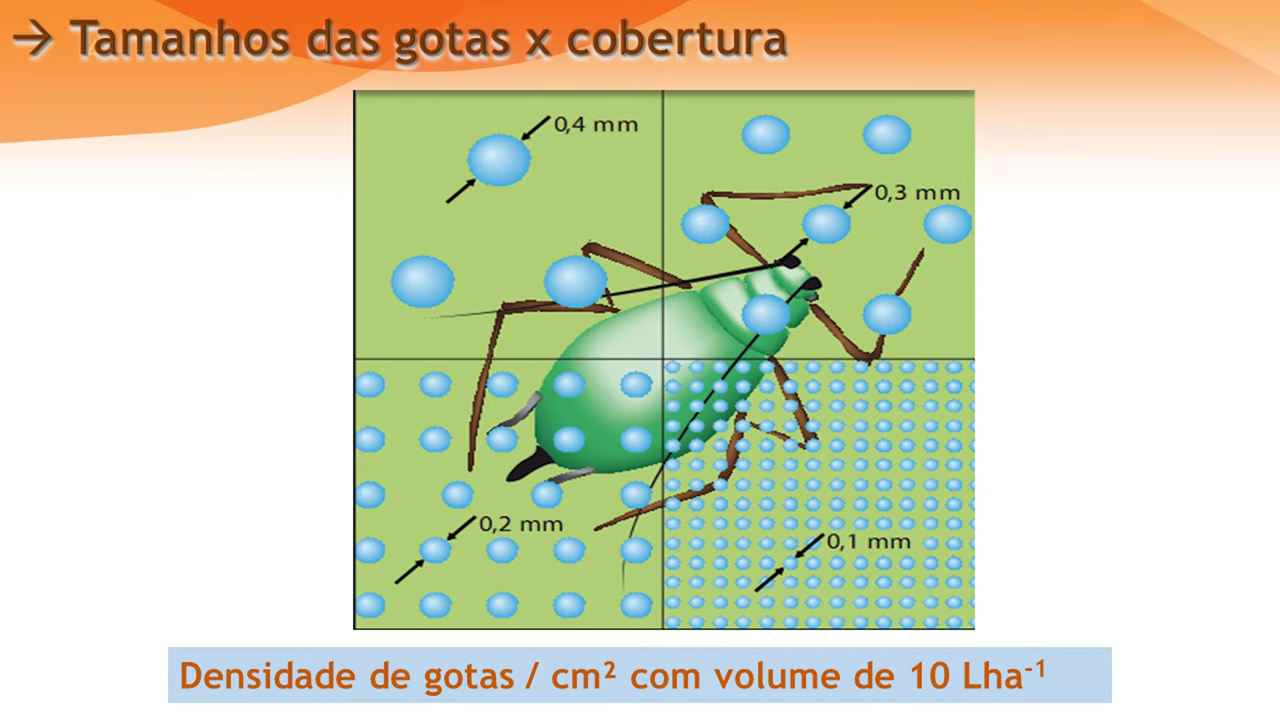 → Tamanhos das gotas x cobertura
0,4 mm
0,3 mm
0,2 mm
0,1 mm
Densidade de gotas / cm² com volume de 10 Lha⁻¹